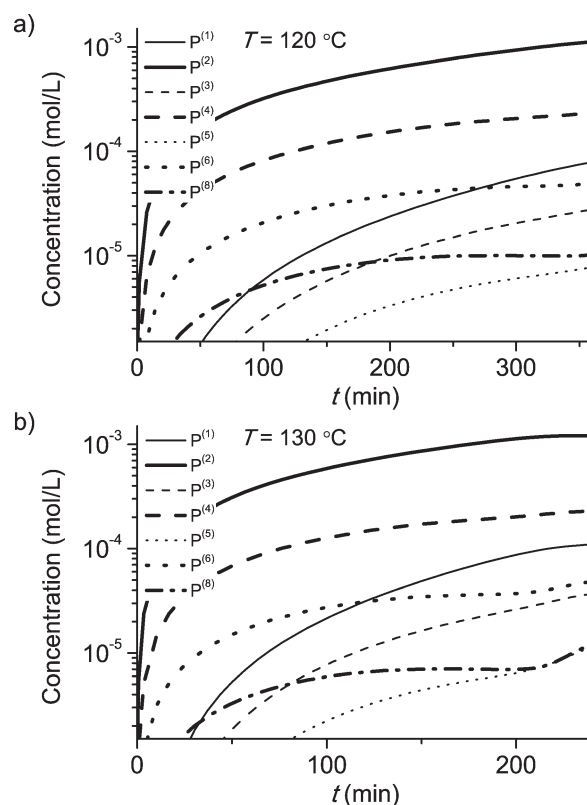 a)
T = 120 °C
P(1)
P(2)
P(3)
P(4)
P(5)
P(6)
P(8)
Concentration (mol/L)
10-3
10-4
10-5
0 100 200 300
t (min)
b)
T = 130 °C
P(1)
P(2)
P(3)
P(4)
P(5)
P(6)
P(8)
Concentration (mol/L)
10-3
10-4
10-5
0 100 200
t (min)